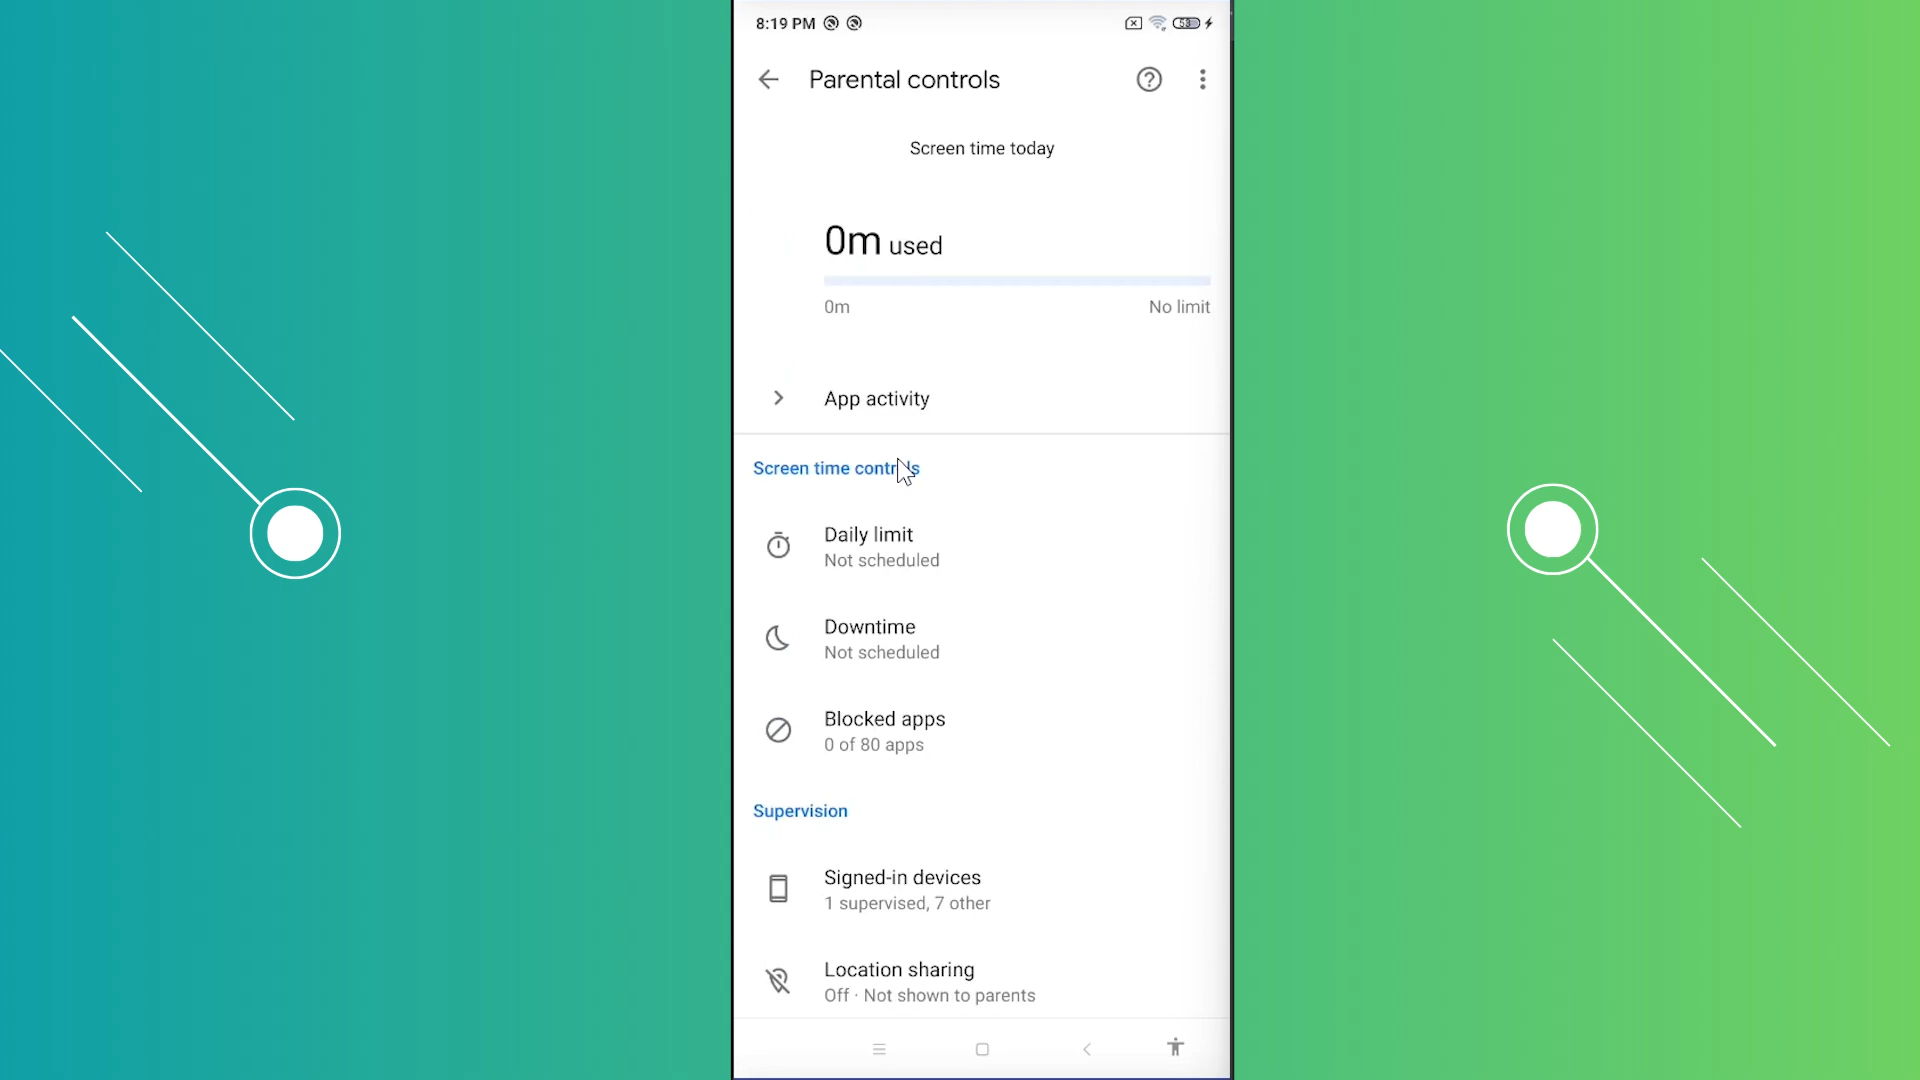 8:19 PM
53
Parental controls
Screen time today
0m used
0m
No limit
App activity
Screen time controls
Daily limit
Not scheduled
Downtime
Not scheduled
Blocked apps
0 of 80 apps
Supervision
Signed-in devices
1 supervised, 7 other
Location sharing
Off · Not shown to parents